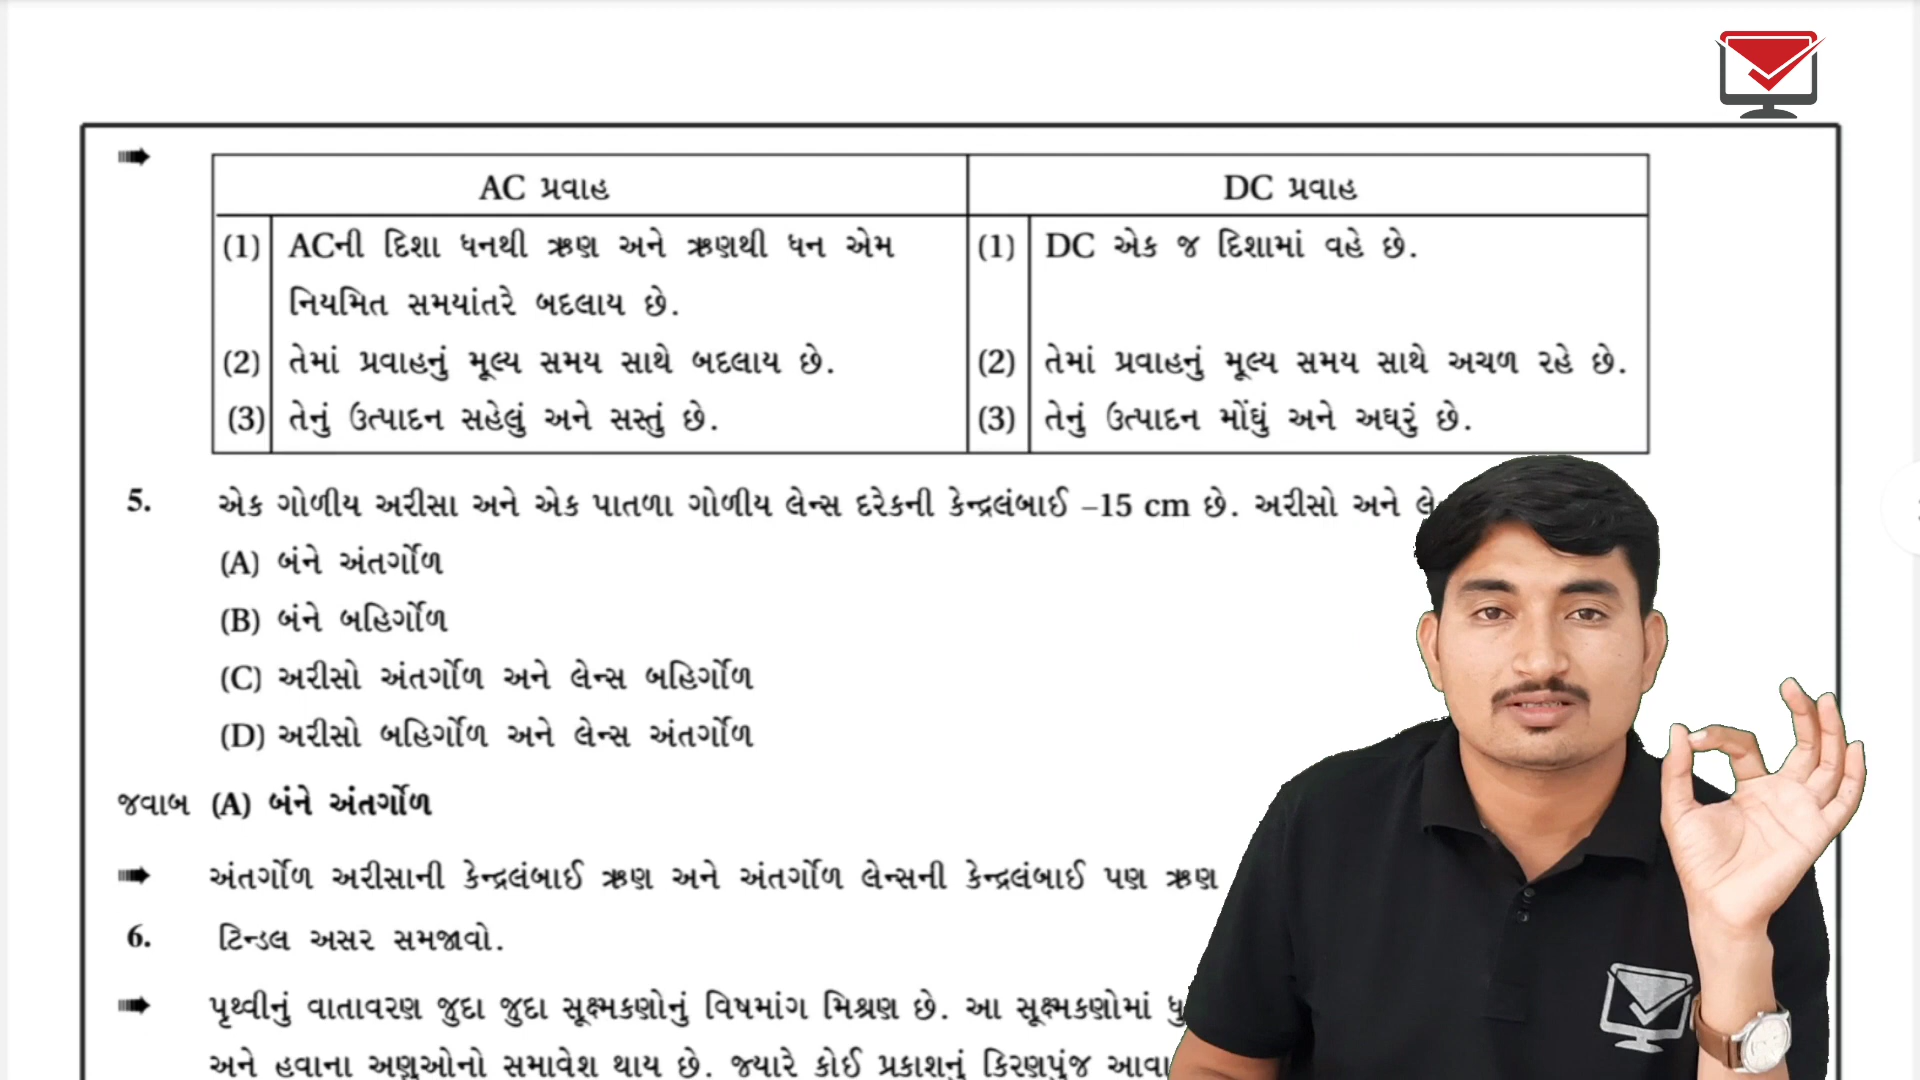 AC પ્રવાહ DC પ્રવાહ
(1) ACની દિશા ધનથી ઋણ અને ઋણથી ધન એમ (1) DC એક જ દિશામાં વહે છે.
નિયમિત સમયાંતરે બદલાય છે.
(2) તેમાં પ્રવાહનું મૂલ્ય સમય સાથે બદલાય છે. (2) તેમાં પ્રવાહનું મૂલ્ય સમય સાથે અચળ રહે છે.
(3) તેનું ઉત્પાદન સહેલું અને સસ્તું છે. (3) તેનું ઉત્પાદન મોંઘું અને અઘરું છે.
5. એક ગોળીય અરીસા અને એક પાતળા ગોળીય લેન્સ દરેકની કેન્દ્રલંબાઈ –15 cm છે. અરીસો અને
(A) બંને અંતર્ગોળ
(B) બંને બહિર્ગોળ
(C) અરીસો અંતર્ગોળ અને લેન્સ બહિર્ગોળ
(D) અરીસો બહિર્ગોળ અને લેન્સ અંતર્ગોળ
જવાબ (A) બંને અંતર્ગોળ
અંતર્ગોળ અરીસાની કેન્દ્રલંબાઈ ઋણ અને અંતર્ગોળ લેન્સની કેન્દ્રલંબાઈ પણ ઋણ
6. ટિન્ડલ અસર સમજાવો.
પૃથ્વીનું વાતાવરણ જુદા જુદા સૂક્ષ્મકણોનું વિષમાંગ મિશ્રણ છે. આ સૂક્ષ્મકણોમાં
અને હવાના અણુઓનો સમાવેશ થાય છે. જ્યારે કોઈ પ્રકાશનું કિરણપુંજ